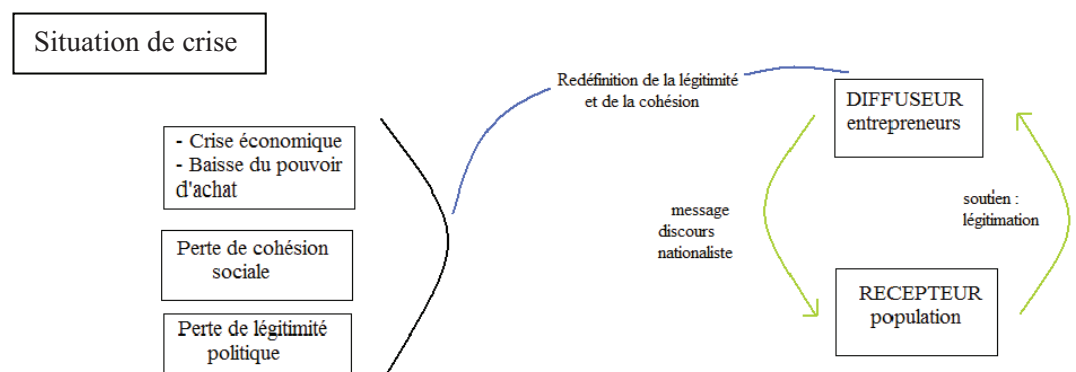 Situation de crise
- Crise économique
- Baisse du pouvoir
d'achat
Perte de cohésion
sociale
Perte de légitimité
politique
Redéfinition de la légitimité
et de la cohésion
DIFFUSEUR
entrepreneurs
message
discours
nationaliste
soutien :
légitimation
RECEPTEUR
population